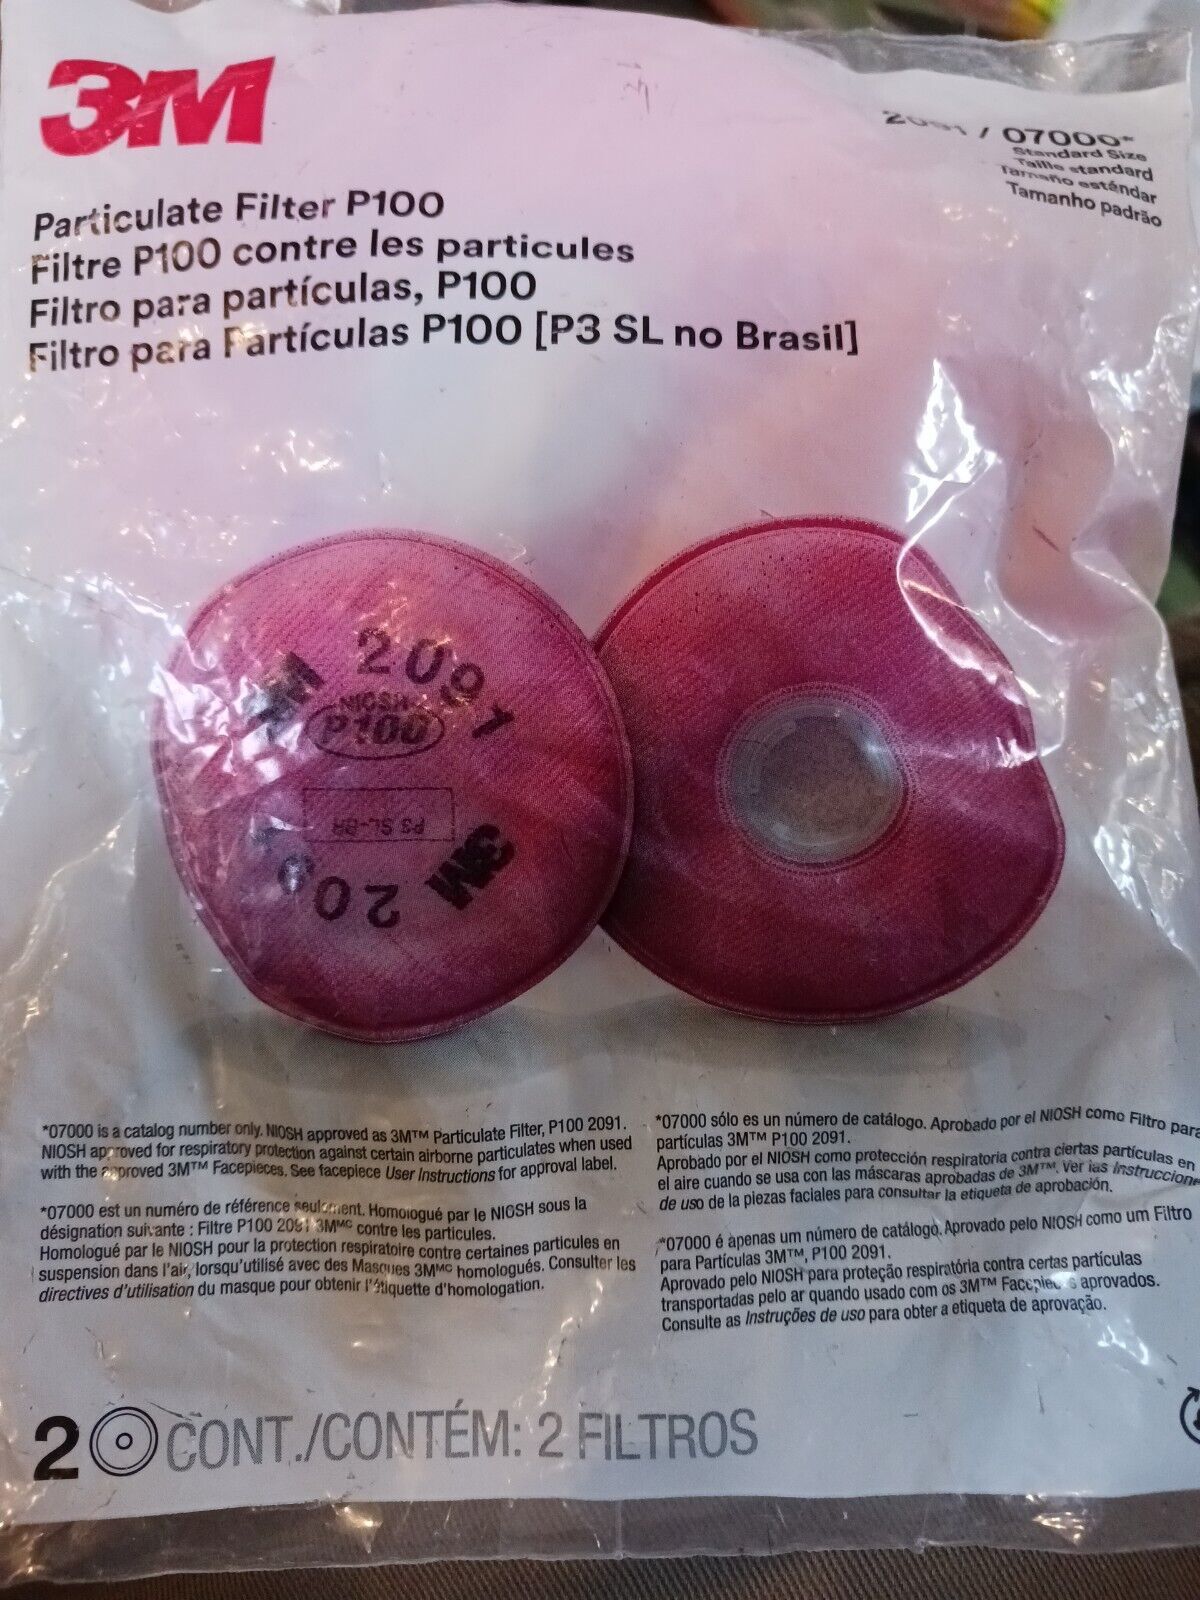 3M
2091 / 07000*
Standard Size
Taille standard
Tamaño estándar
Tamanho padrão
Particulate Filter P100
Filtre P100 contre les particules
Filtro para partículas, P100
Filtro para Partículas P100 [P3 SL no Brasil]
3M 2091
NIOSH
P100
P3 SL-BR
3M 2091
*07000 is a catalog number only. NIOSH approved as 3M™ Particulate Filter, P100 2091.
NIOSH approved for respiratory protection against certain airborne particulates when used
with the approved 3M™ Facepieces. See facepiece User Instructions for approval label.
*07000 est un numéro de référence seulement. Homologué par le NIOSH sous la
désignation suivante : Filtre P100 2091 3Mᴹᶜ contre les particules.
Homologué par le NIOSH pour la protection respiratoire contre certaines particules en
suspension dans l'air, lorsqu'utilisé avec des Masques 3Mᴹᶜ homologués. Consulter les
directives d'utilisation du masque pour obtenir l'étiquette d'homologation.
*07000 sólo es un número de catálogo. Aprobado por el NIOSH como Filtro para
partículas 3M™ P100 2091.
Aprobado por el NIOSH como protección respiratoria contra ciertas partículas en
el aire cuando se usa con las máscaras aprobadas de 3M™. Ver las Instrucciones
de uso de la piezas faciales para consultar la etiqueta de aprobación.
*07000 é apenas um número de catálogo. Aprovado pelo NIOSH como um Filtro
para Partículas 3M™, P100 2091.
Aprovado pelo NIOSH para proteção respiratória contra certas partículas
transportadas pelo ar quando usado com os 3M™ Facepieces aprovados.
Consulte as Instruções de uso para obter a etiqueta de aprovação.
2 CONT./CONTÉM: 2 FILTROS